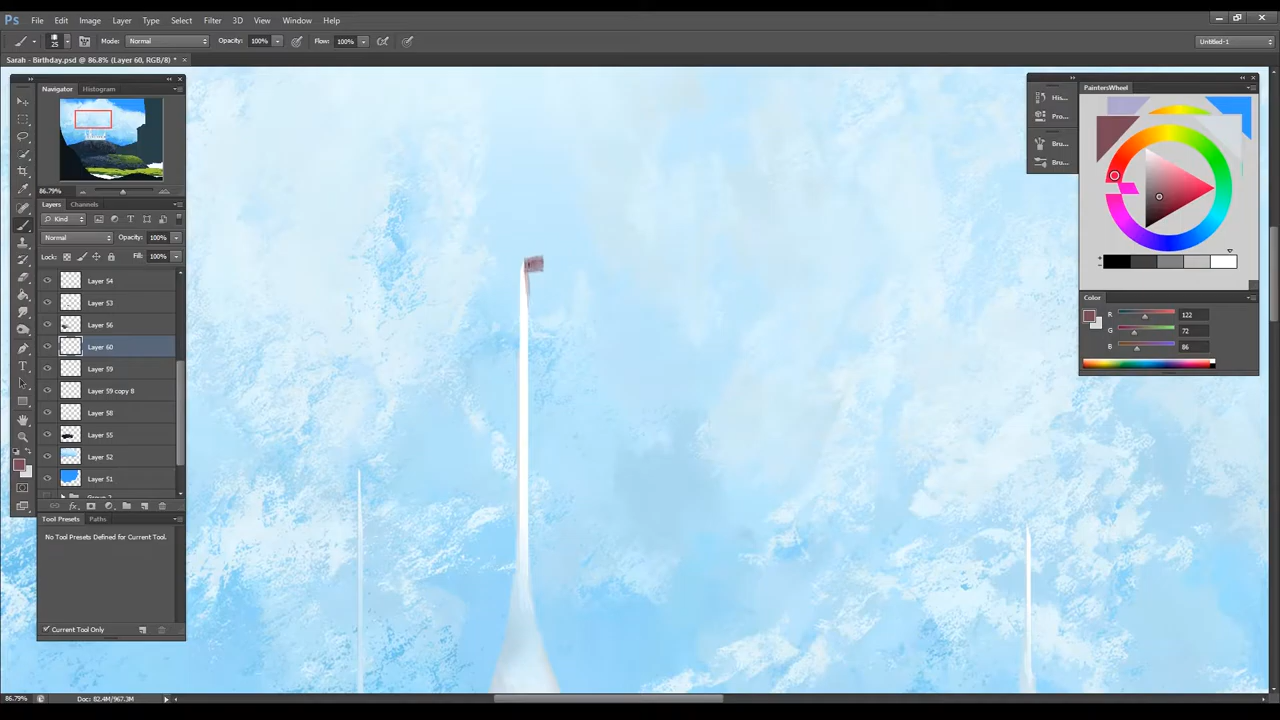 Ps File Edit Image Layer Type Select Filter 3D View Window Help
25 Mode: Normal Opacity: 100% Flow: 100% Untitled-1
Sarah - Birthday.psd @ 86.8% (Layer 60, RGB/8) *
Navigator Histogram
86.79%
Layers Channels
Kind
Normal Opacity: 100%
Lock: Fill: 100%
Layer 54
Layer 53
Layer 56
Layer 60
Layer 59
Layer 59 copy 8
Layer 58
Layer 55
Layer 52
Layer 51
Group 2
fx
Tool Presets Paths
No Tool Presets Defined for Current Tool.
Current Tool Only
His...
Pro...
Bru...
Bru...
PaintersWheel
Color
R 122
G 72
B 86
86.79% Doc: 82.4M/967.3M